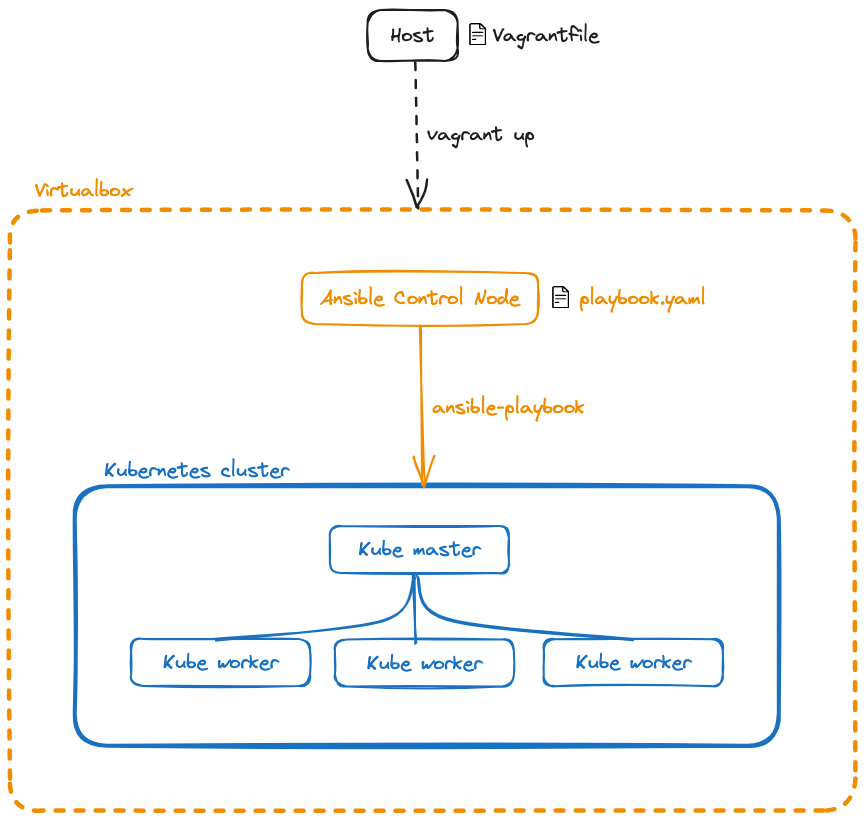 Host
Vagrantfile
vagrant up
Virtualbox
Ansible Control Node
playbook.yaml
ansible-playbook
Kubernetes cluster
Kube master
Kube worker
Kube worker
Kube worker